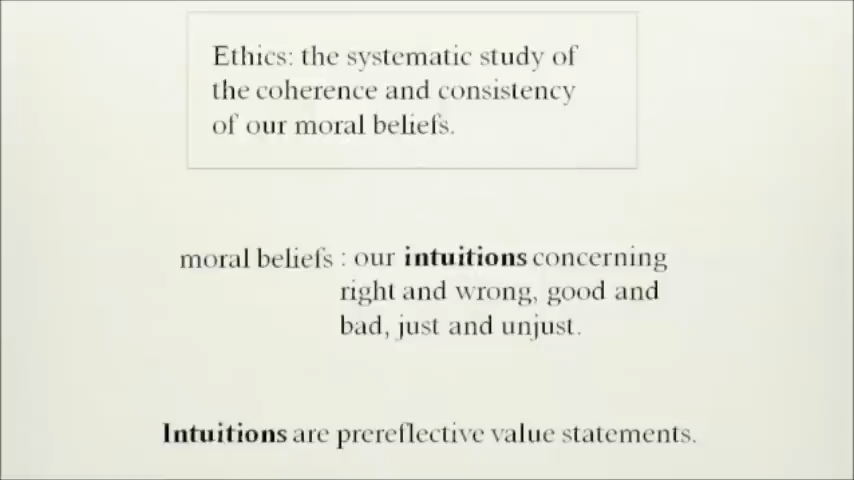 Ethics: the systematic study of
the coherence and consistency
of our moral beliefs.
moral beliefs : our intuitions concerning
right and wrong, good and
bad, just and unjust.
Intuitions are prereflective value statements.